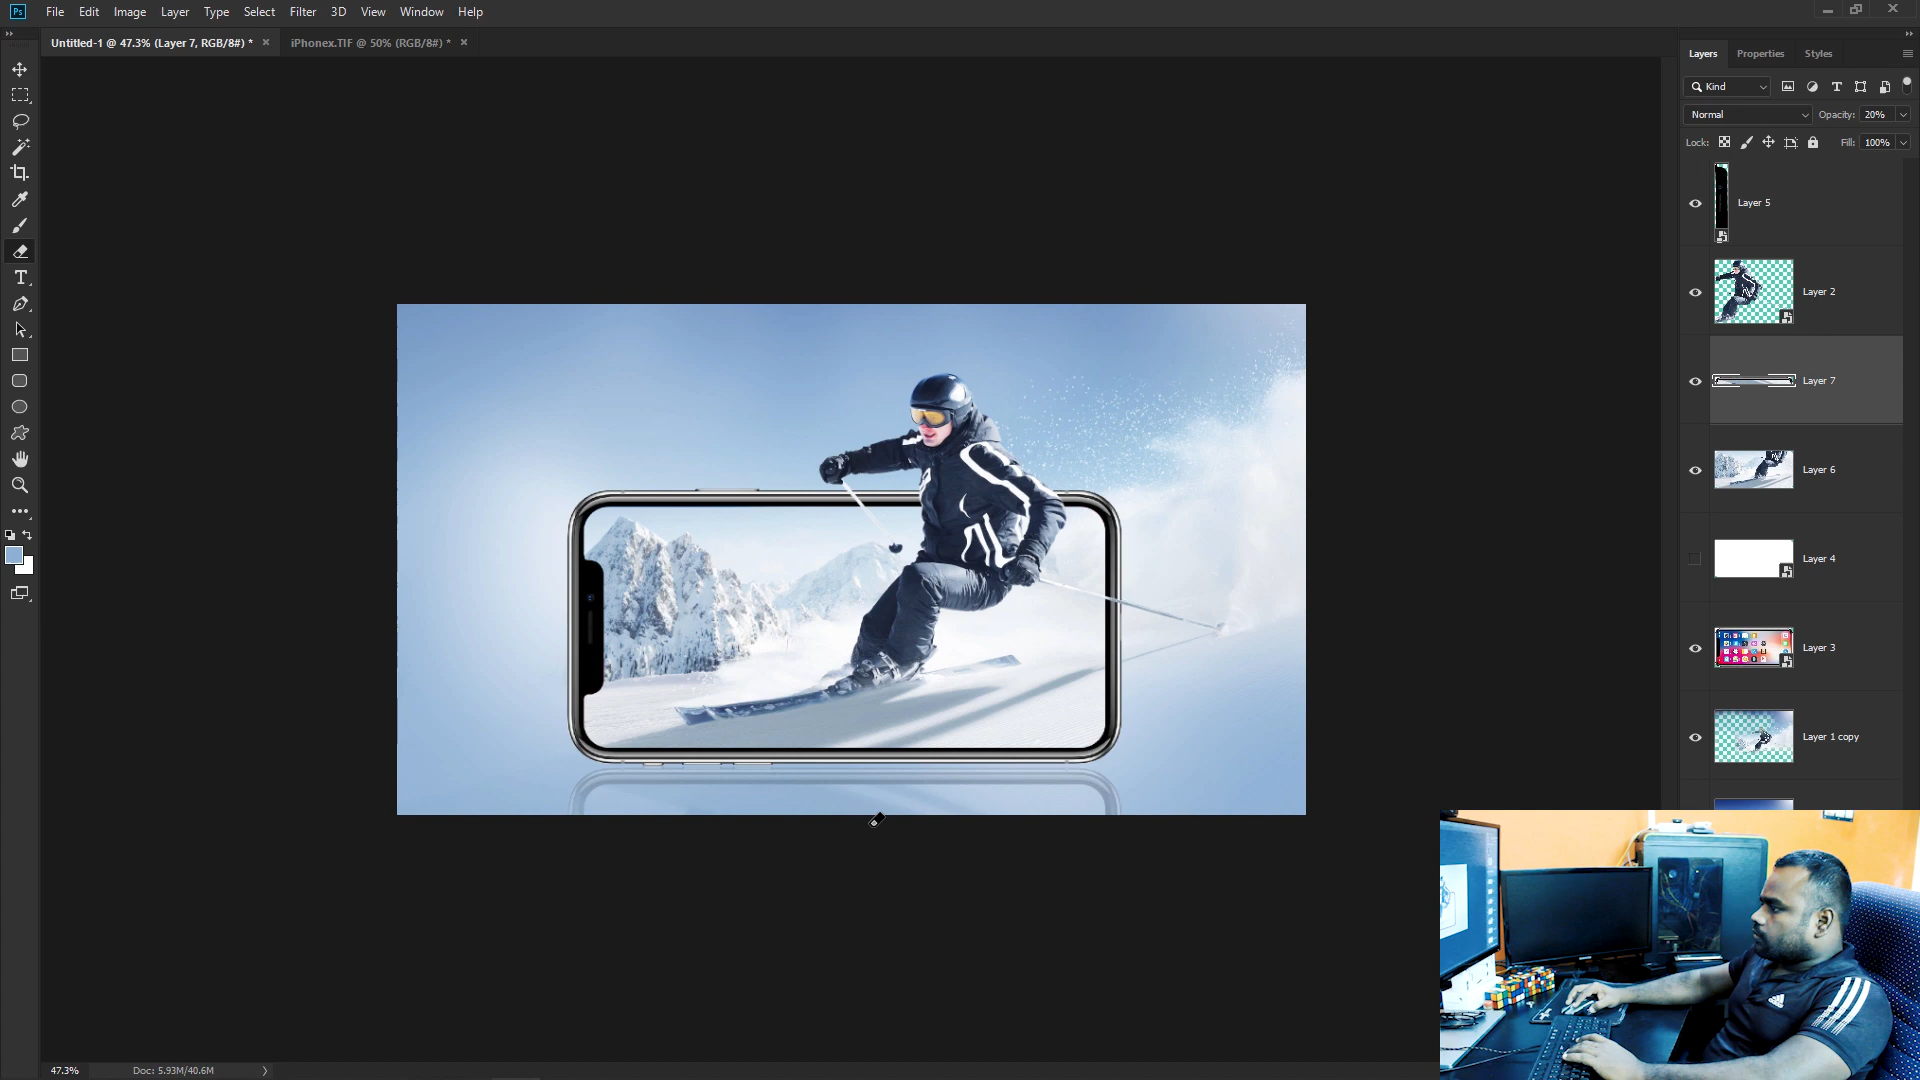 Ps File Edit Image Layer Type Select Filter 3D View Window Help
Untitled-1 @ 47.3% (Layer 7, RGB/8#) * × iPhonex.TIF @ 50% (RGB/8#) * ×
Layers Properties Styles
Kind
Normal Opacity: 20%
Lock: Fill: 100%
Layer 5
Layer 2
Layer 7
Layer 6
Layer 4
Layer 3
Layer 1 copy
47.3% Doc: 5.93M/40.6M